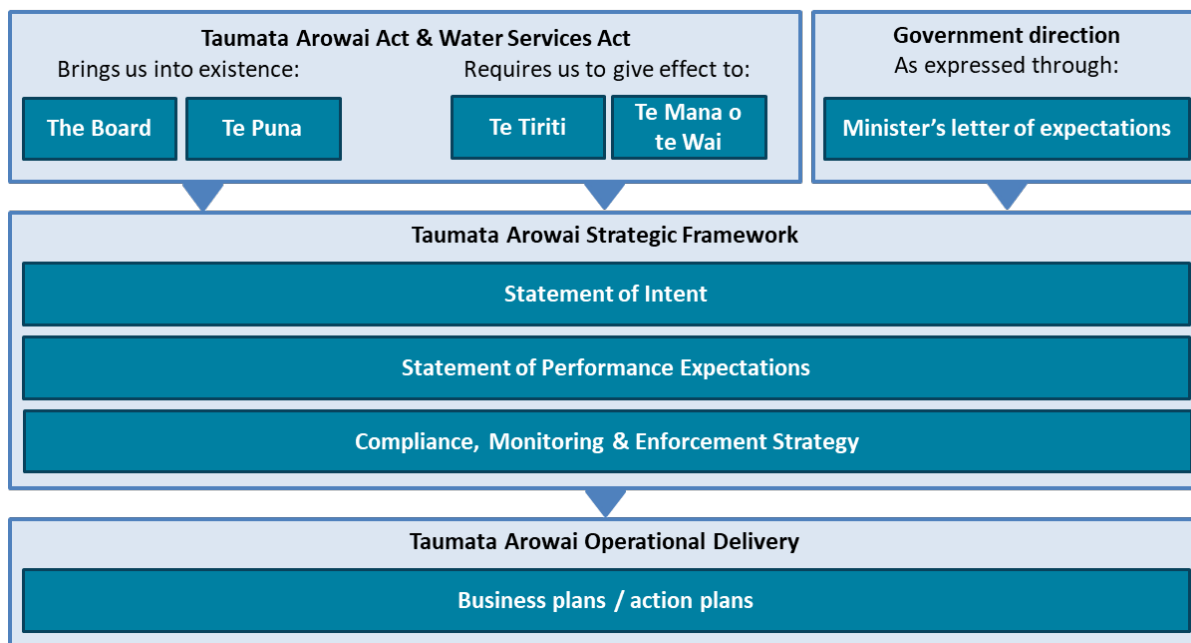 Taumata Arowai Act & Water Services Act
Brings us into existence:
The Board
Te Puna
Requires us to give effect to:
Te Tiriti
Te Mana o
te Wai
Government direction
As expressed through:
Minister's letter of expectations
Taumata Arowai Strategic Framework
Statement of Intent
Statement of Performance Expectations
Compliance, Monitoring & Enforcement Strategy
Taumata Arowai Operational Delivery
Business plans / action plans